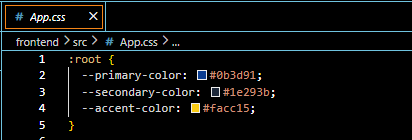 # App.css ×
frontend > src > # App.css > ...
1 :root {
2 --primary-color: #0b3d91;
3 --secondary-color: #1e293b;
4 --accent-color: #facc15;
5 }